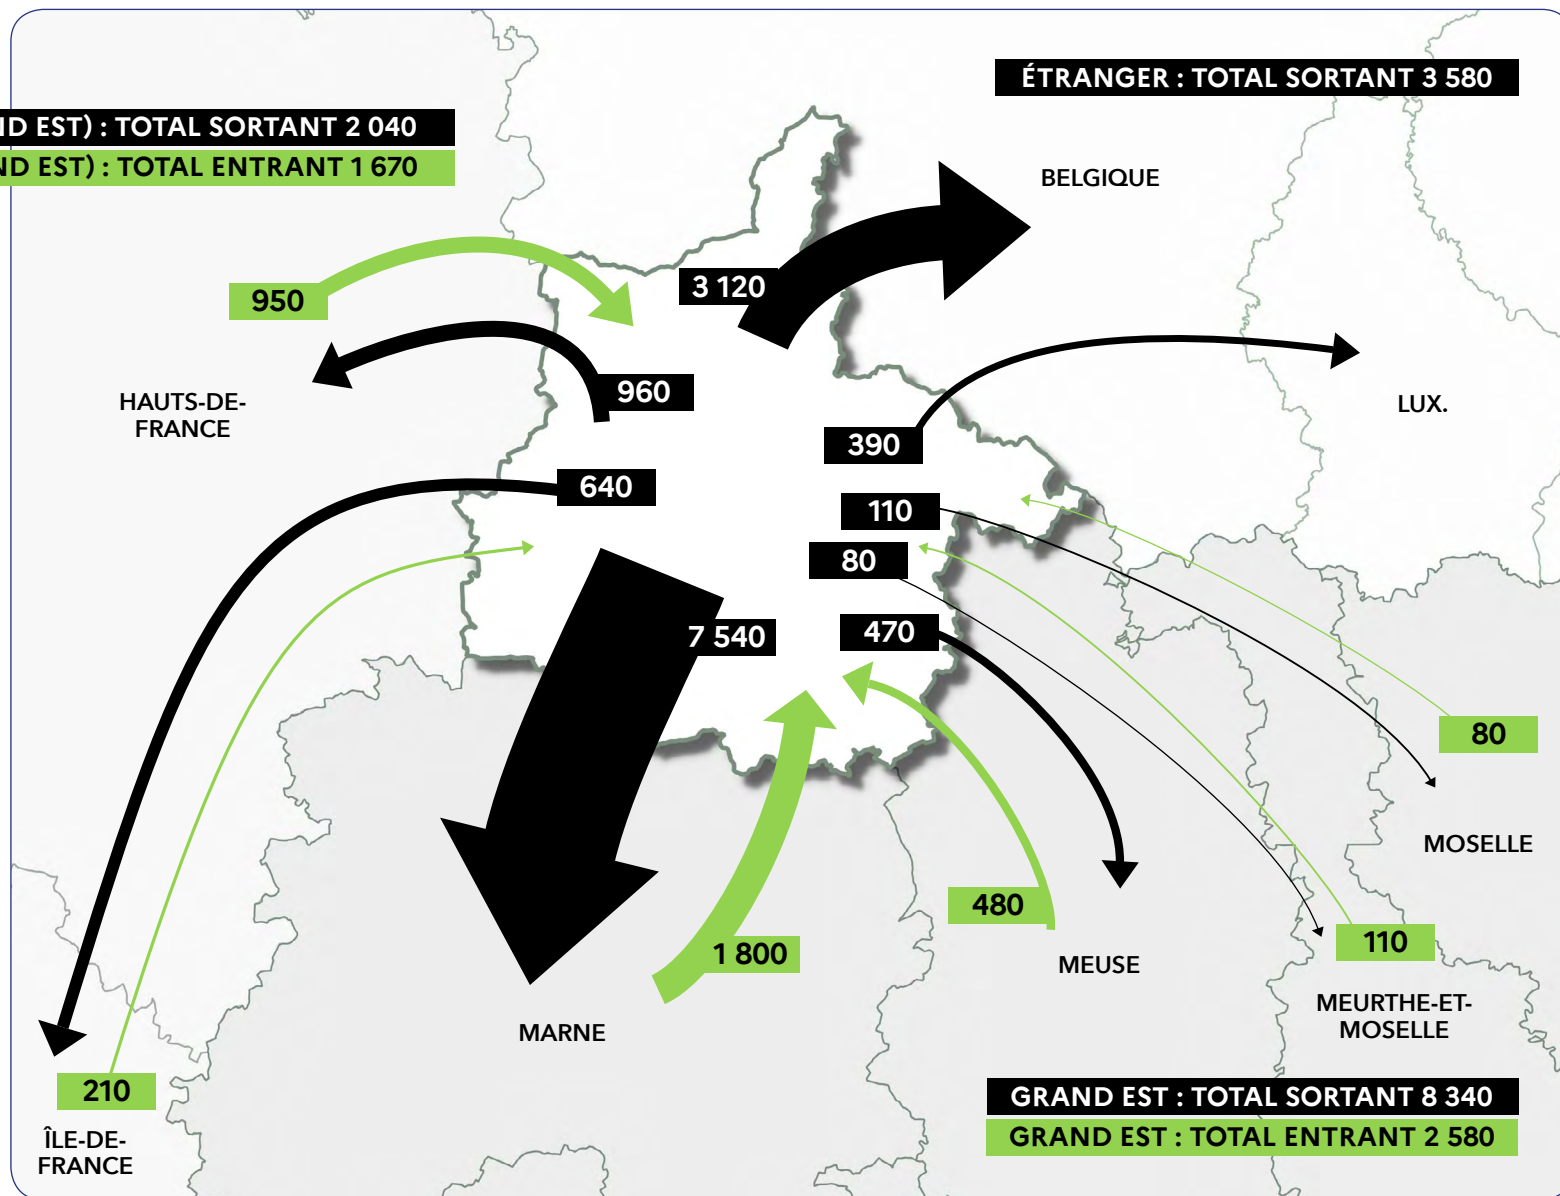 ÉTRANGER : TOTAL SORTANT 3 580
ND EST) : TOTAL SORTANT 2 040
ND EST) : TOTAL ENTRANT 1 670
BELGIQUE
3 120
950
960
HAUTS-DE-
FRANCE
LUX.
390
640
110
80
7 540
470
80
MOSELLE
480
110
1 800
MEUSE
MEURTHE-ET-
MOSELLE
MARNE
210
ÎLE-DE-
FRANCE
GRAND EST : TOTAL SORTANT 8 340
GRAND EST : TOTAL ENTRANT 2 580